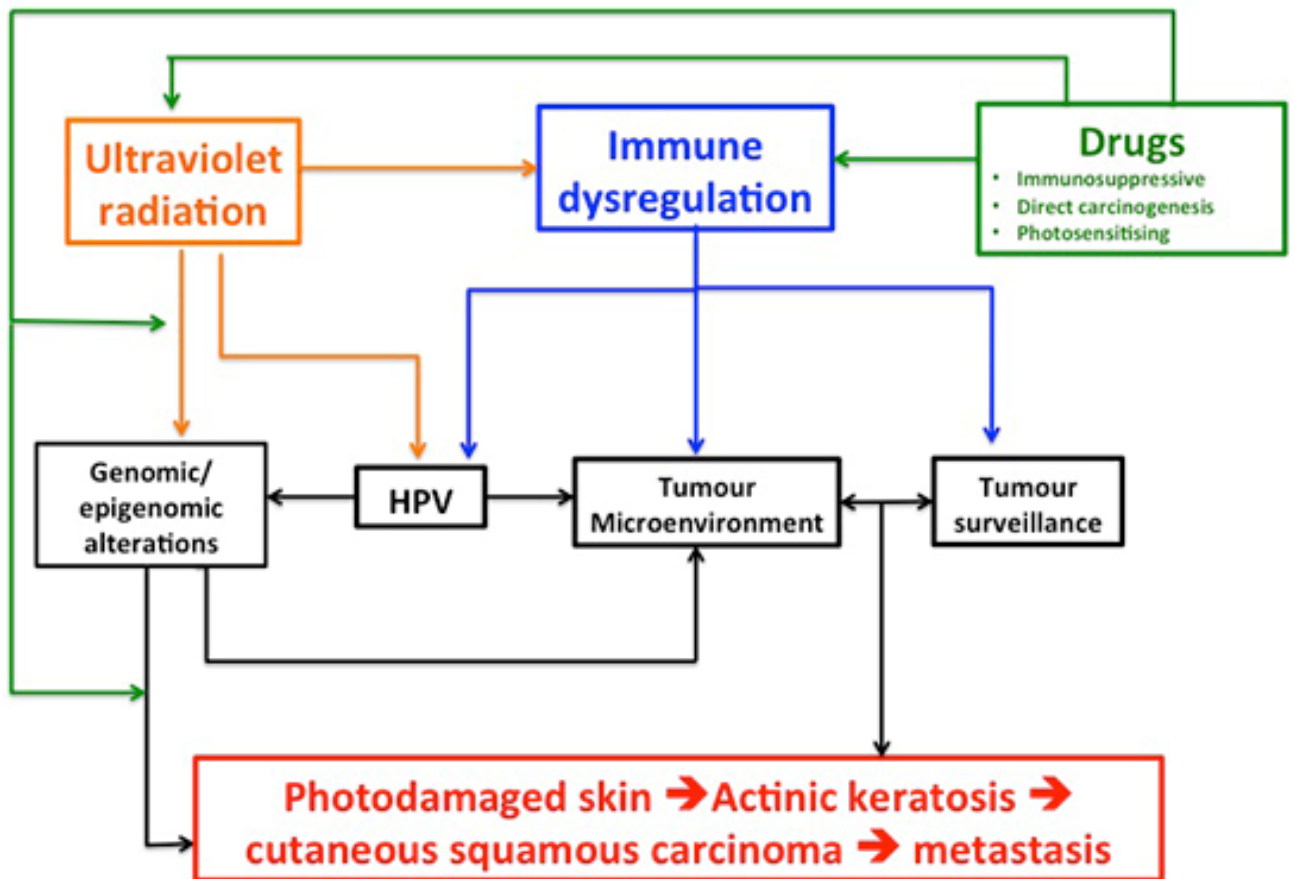 Ultraviolet
radiation
Immune
dysregulation
Drugs
• Immunosuppressive
• Direct carcinogenesis
• Photosensitising
Genomic/
epigenomic
alterations
HPV
Tumour
Microenvironment
Tumour
surveillance
Photodamaged skin ➔Actinic keratosis ➔
cutaneous squamous carcinoma ➔ metastasis